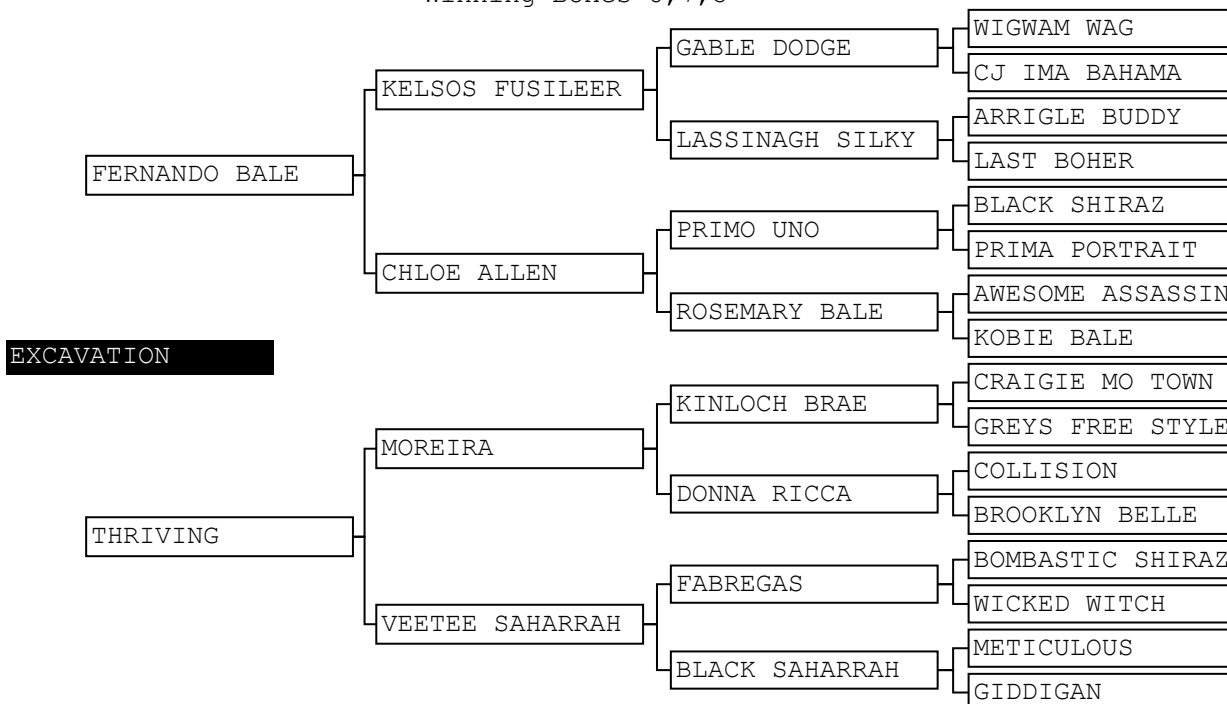 Winning Boxes
WIGWAM WAG
GABLE DODGE
CJ IMA BAHAMA
KELSOS FUSILEER
ARRIGLE BUDDY
LASSINAGH SILKY
LAST BOHER
FERNANDO BALE
BLACK SHIRAZ
PRIMO UNO
PRIMA PORTRAIT
CHLOE ALLEN
AWESOME ASSASSIN
ROSEMARY BALE
KOBIE BALE
EXCAVATION
CRAIGIE MO TOWN
KINLOCH BRAE
GREYS FREE STYLE
MOREIRA
COLLISION
DONNA RICCA
BROOKLYN BELLE
THRIVING
BOMBASTIC SHIRAZ
FABREGAS
WICKED WITCH
VEETEE SAHARRAH
METICULOUS
BLACK SAHARRAH
GIDDIGAN